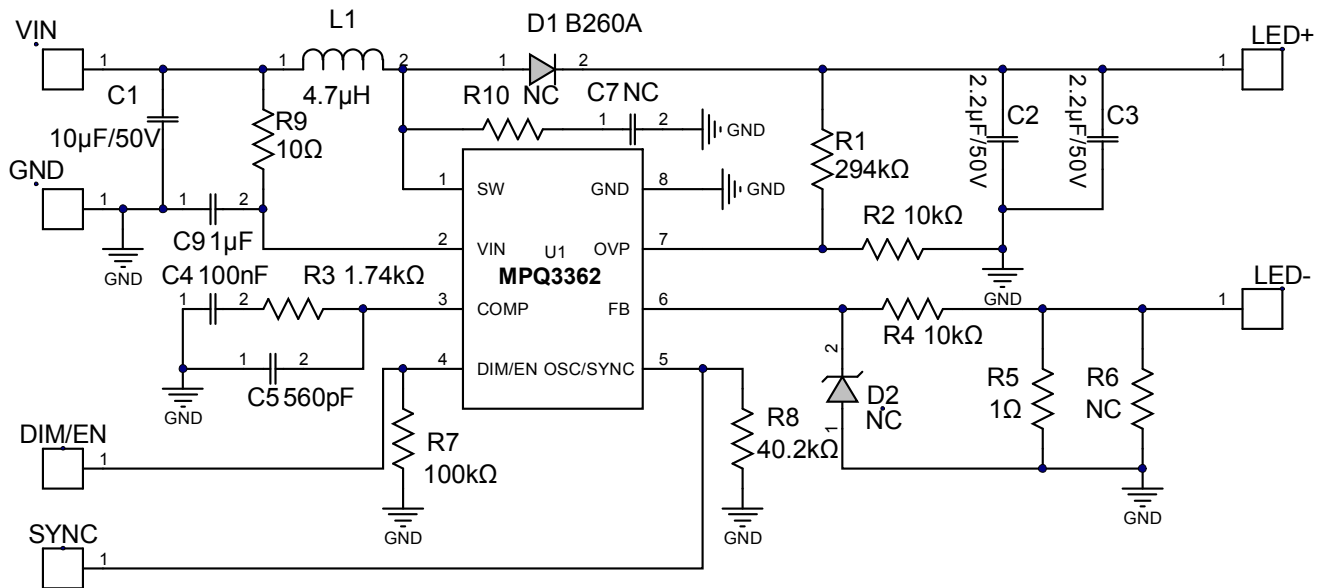 VIN
1
L1
1
2
4.7µH
D1 B260A
1
2
LED+
1
C1
10µF/50V
R9
10Ω
R10
NC
C7 NC
1
2
GND
R1
294kΩ
2.2µF/50V
C2
2.2µF/50V
C3
GND
1
GND
1
2
C9 1µF
1
SW
GND
8
GND
2
VIN
U1
OVP
7
R2 10kΩ
GND
MPQ3362
C4 100nF
1
2
R3 1.74kΩ
3
COMP
FB
6
R4 10kΩ
LED-
1
1
2
C5 560pF
GND
4
DIM/EN
OSC/SYNC
5
2
D2
NC
1
R5
1Ω
R6
NC
GND
R7
100kΩ
GND
R8
40.2kΩ
GND
DIM/EN
1
SYNC
1